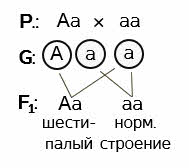 P.: Aa × aa
G: A a a
F₁: Aa aa
шести- норм.
палый строение